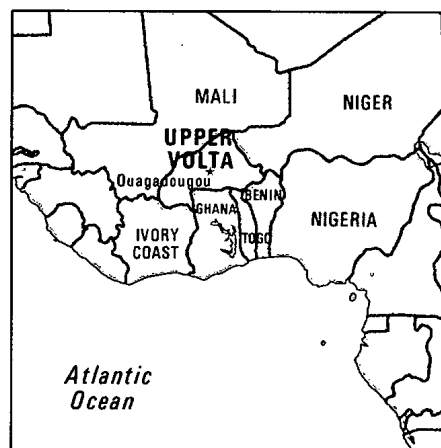 MALI
NIGER
UPPER
VOLTA
Ouagadougou
BENIN
GHANA
NIGERIA
IVORY
COAST
TOGO
Atlantic
Ocean